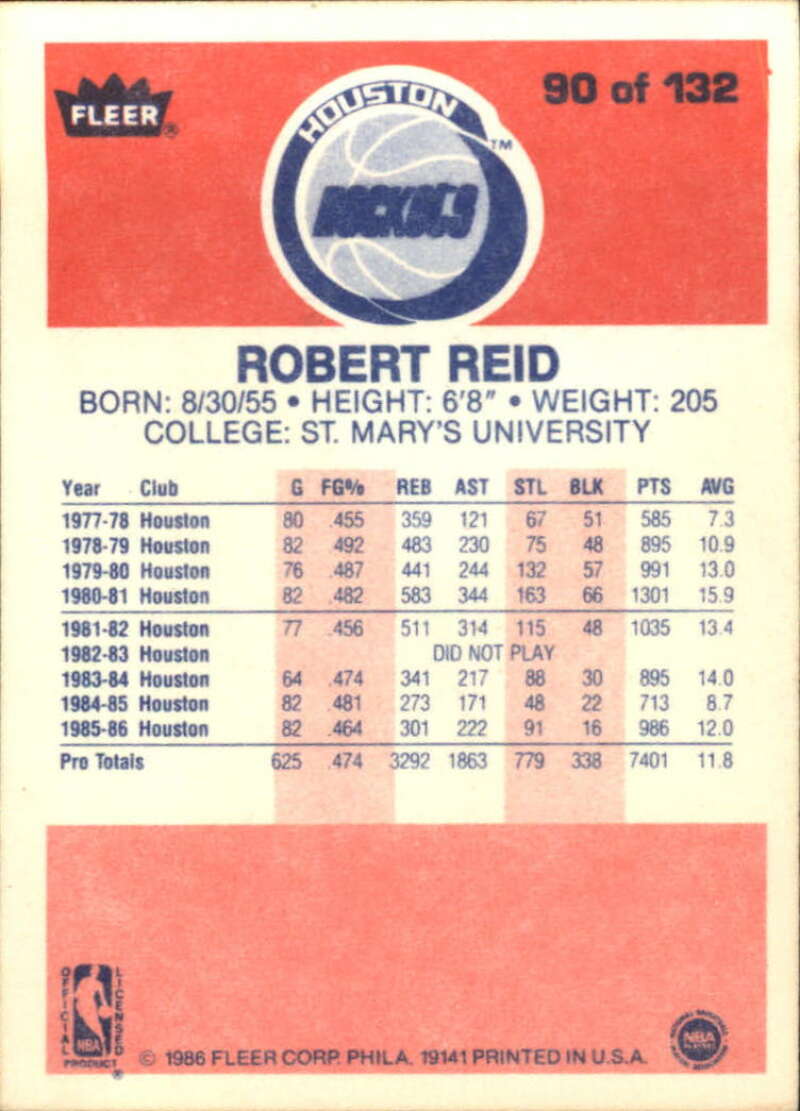 FLEER®
HOUSTON
ROCKETS
TM
90 of 132
ROBERT REID
BORN: 8/30/55 • HEIGHT: 6'8" • WEIGHT: 205
COLLEGE: ST. MARY'S UNIVERSITY
Year Club G FG% REB AST STL BLK PTS AVG
1977-78 Houston 80 .455 359 121 67 51 585 7.3
1978-79 Houston 82 .492 483 230 75 48 895 10.9
1979-80 Houston 76 .487 441 244 132 57 991 13.0
1980-81 Houston 82 .482 583 344 163 66 1301 15.9
1981-82 Houston 77 .456 511 314 115 48 1035 13.4
1982-83 Houston DID NOT PLAY
1983-84 Houston 64 .474 341 217 88 30 895 14.0
1984-85 Houston 82 .481 273 171 48 22 713 8.7
1985-86 Houston 82 .464 301 222 91 16 986 12.0
Pro Totals 625 .474 3292 1863 779 338 7401 11.8
OFFICIAL
LICENSED
NBA
PRODUCT
®
© 1986 FLEER CORP. PHILA. 19141 PRINTED IN U.S.A.
NATIONAL BASKETBALL
NBA
PLAYERS
ASSOCIATION